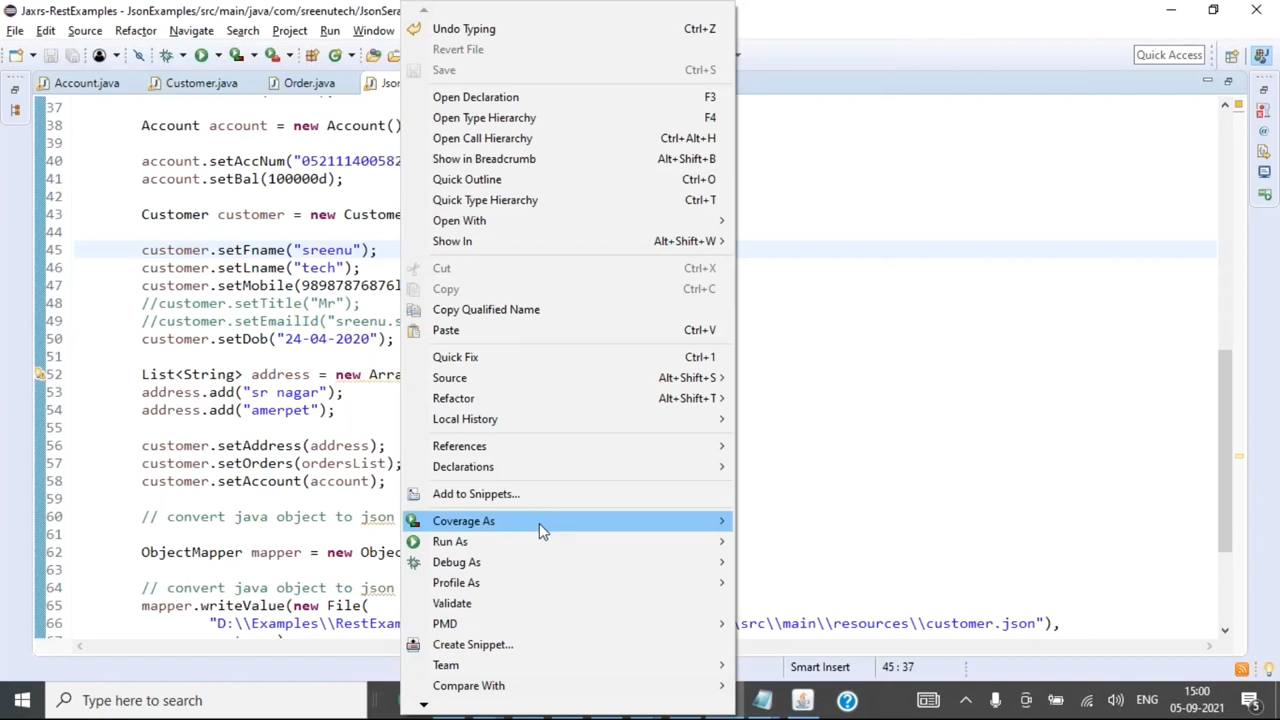 Jaxrs-RestExamples - JsonExamples/src/main/java/com/sreenutech/JsonSera
File Edit Source Refactor Navigate Search Project Run Window
Quick Access
Account.java Customer.java Order.java Json
37
38 Account account = new Account()
39
40 account.setAccNum("052111400582
41 account.setBal(100000d);
42
43 Customer customer = new Custome
44
45 customer.setFname("sreenu");
46 customer.setLname("tech");
47 customer.setMobile(98987876876l
48 //customer.setTitle("Mr");
49 //customer.setEmailId("sreenu.s
50 customer.setDob("24-04-2020");
51
52 List<String> address = new Arra
53 address.add("sr nagar");
54 address.add("amerpet");
55
56 customer.setAddress(address);
57 customer.setOrders(ordersList);
58 customer.setAccount(account);
59
60 // convert java object to json
61
62 ObjectMapper mapper = new Objec
63
64 // convert java object to json
65 mapper.writeValue(new File(
66 "D:\\Examples\\RestExam \\src\\main\\resources\\customer.json"),
Undo Typing Ctrl+Z
Revert File
Save Ctrl+S
Open Declaration F3
Open Type Hierarchy F4
Open Call Hierarchy Ctrl+Alt+H
Show in Breadcrumb Alt+Shift+B
Quick Outline Ctrl+O
Quick Type Hierarchy Ctrl+T
Open With
Show In Alt+Shift+W
Cut Ctrl+X
Copy Ctrl+C
Copy Qualified Name
Paste Ctrl+V
Quick Fix Ctrl+1
Source Alt+Shift+S
Refactor Alt+Shift+T
Local History
References
Declarations
Add to Snippets...
Coverage As
Run As
Debug As
Profile As
Validate
PMD
Create Snippet...
Team
Compare With
Smart Insert 45 : 37
Type here to search
ENG
15:00
05-09-2021
5